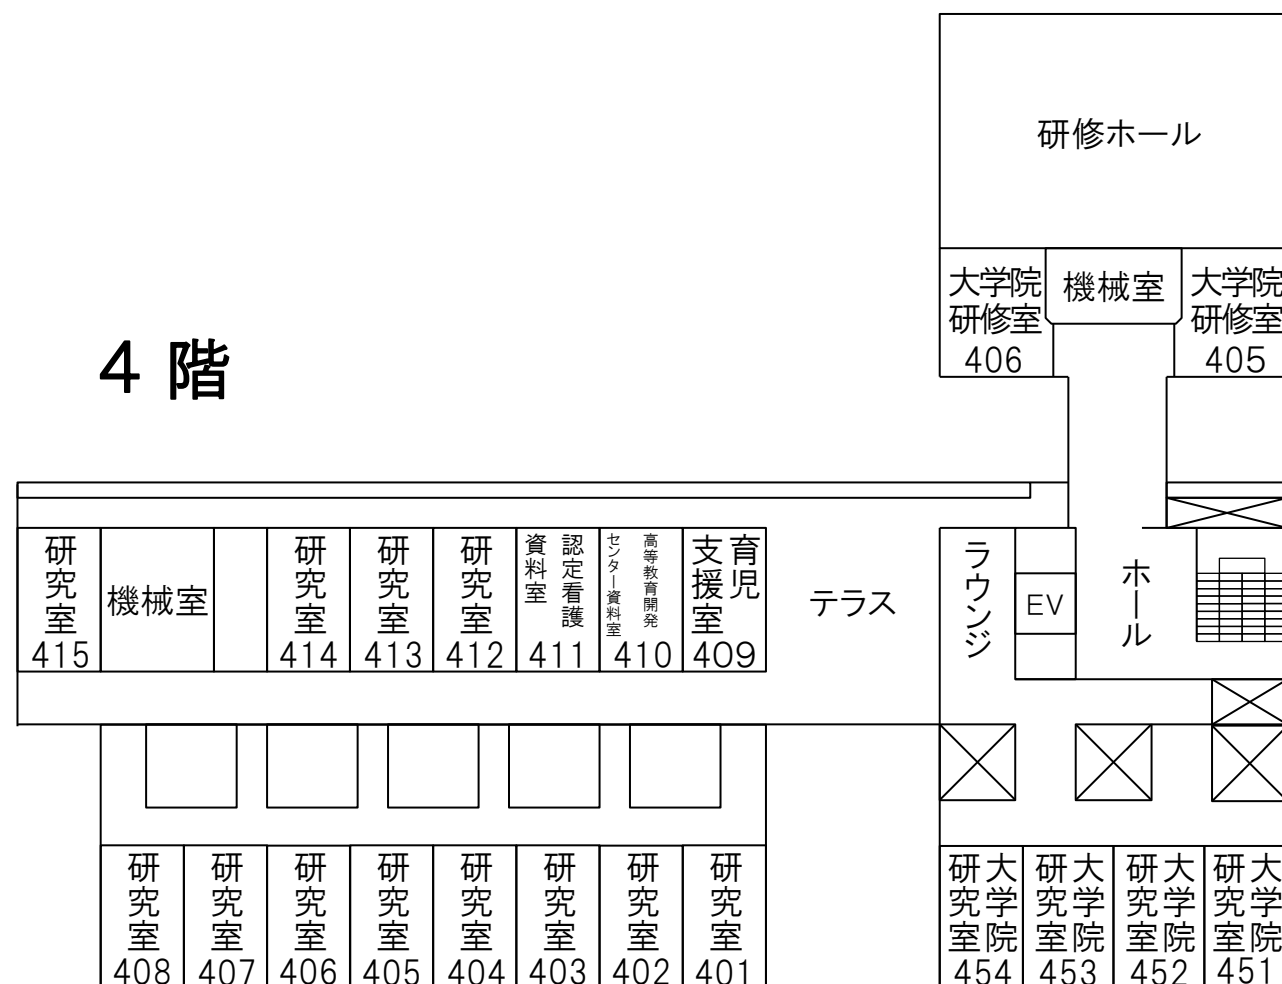 研修ホール
大学院
研修室
406
機械室
大学院
研修室
405
4 階
研究室
415
機械室
研究室
414
研究室
413
研究室
412
認定看護
資料室
411
高等教育開発
センター資料室
410
育児
支援室
409
テラス
ラウンジ
EV
ホール
研究室
408
研究室
407
研究室
406
研究室
405
研究室
404
研究室
403
研究室
402
研究室
401
大学院
研究室
454
大学院
研究室
453
大学院
研究室
452
大学院
研究室
451